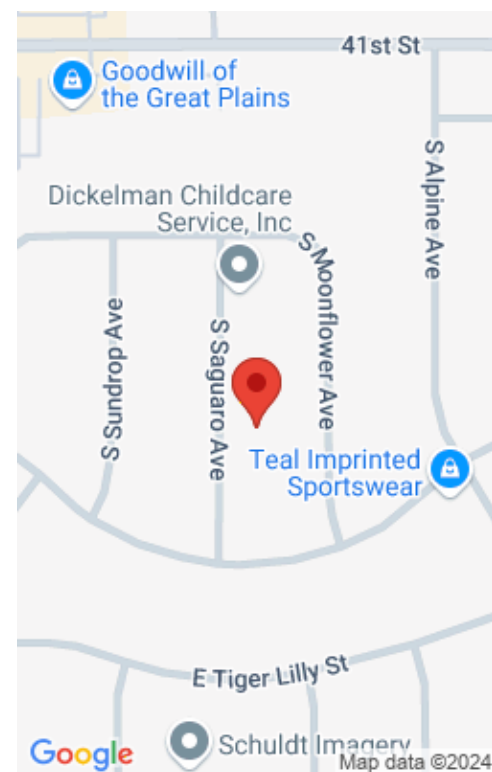 41st St
Goodwill of
the Great Plains
S Alpine Ave
Dickelman Childcare
Service, Inc
S Moonflower Ave
S Sundrop Ave
S Saguaro Ave
Teal Imprinted
Sportswear
E Tiger Lilly St
Schuldt Imagery
Google
Map data ©2024